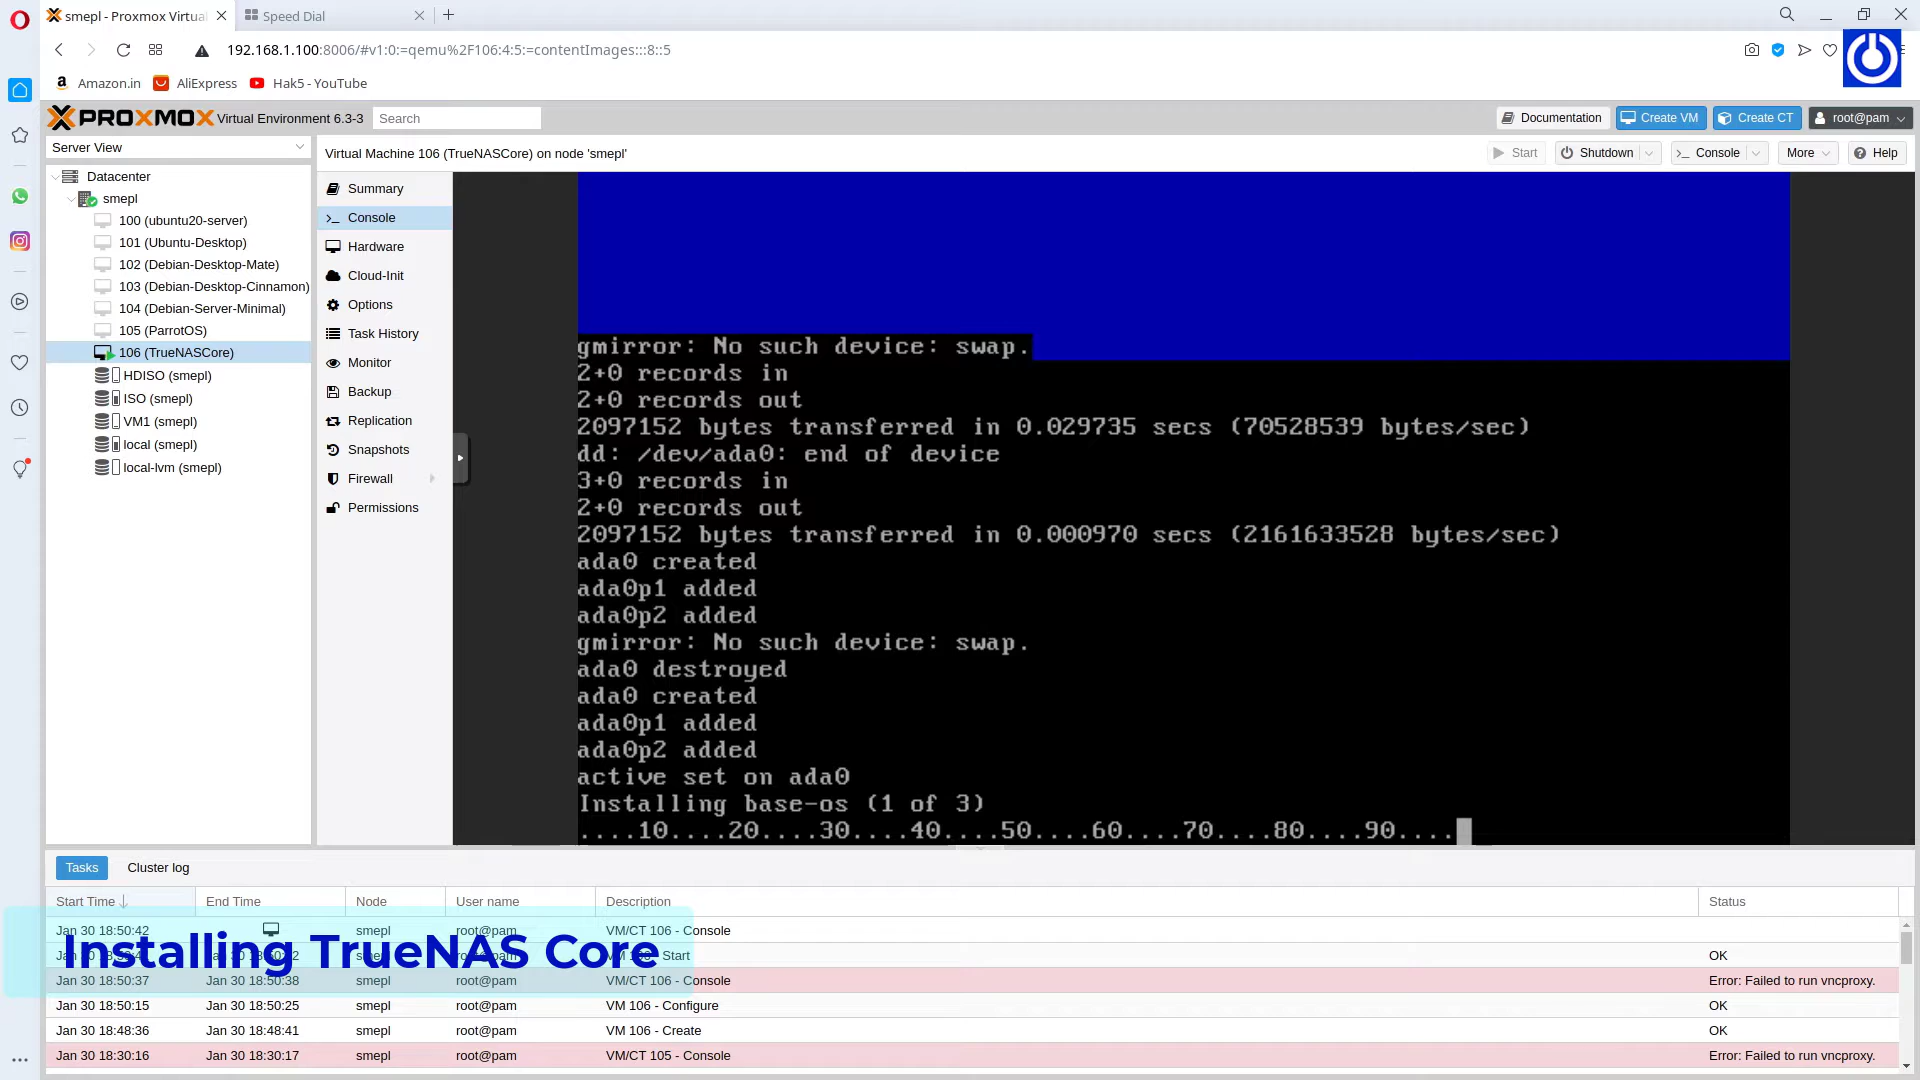 smepl - Proxmox Virtu
Speed Dial
192.168.1.100:8006/#v1:0:=qemu%2F106:4:5:=contentImages:::8::5
Amazon.in
AliExpress
Hak5 - YouTube
PROXMOX Virtual Environment 6.3-3
Search
Documentation
Create VM
Create CT
root@pam
Server View
Virtual Machine 106 (TrueNASCore) on node 'smepl'
Start
Shutdown
Console
More
Help
Datacenter
smepl
100 (ubuntu20-server)
101 (Ubuntu-Desktop)
102 (Debian-Desktop-Mate)
103 (Debian-Desktop-Cinnamon)
104 (Debian-Server-Minimal)
105 (ParrotOS)
106 (TrueNASCore)
HDISO (smepl)
ISO (smepl)
VM1 (smepl)
local (smepl)
local-lvm (smepl)
Summary
Console
Hardware
Cloud-Init
Options
Task History
Monitor
Backup
Replication
Snapshots
Firewall
Permissions
gmirror: No such device: swap.
2+0 records in
2+0 records out
2097152 bytes transferred in 0.029735 secs (70528539 bytes/sec)
dd: /dev/ada0: end of device
3+0 records in
2+0 records out
2097152 bytes transferred in 0.000970 secs (2161633528 bytes/sec)
ada0 created
ada0p1 added
ada0p2 added
gmirror: No such device: swap.
ada0 destroyed
ada0 created
ada0p1 added
ada0p2 added
active set on ada0
Installing base-os (1 of 3)
....10....20....30....40....50....60....70....80....90....
Tasks
Cluster log
Start Time
End Time
Node
User name
Description
Status
Jan 30 18:50:42
smepl
root@pam
VM/CT 106 - Console
Installing TrueNAS Core
Start
OK
Jan 30 18:50:37
Jan 30 18:50:38
smepl
root@pam
VM/CT 106 - Console
Error: Failed to run vncproxy.
Jan 30 18:50:15
Jan 30 18:50:25
smepl
root@pam
VM 106 - Configure
OK
Jan 30 18:48:36
Jan 30 18:48:41
smepl
root@pam
VM 106 - Create
OK
Jan 30 18:30:16
Jan 30 18:30:17
smepl
root@pam
VM/CT 105 - Console
Error: Failed to run vncproxy.